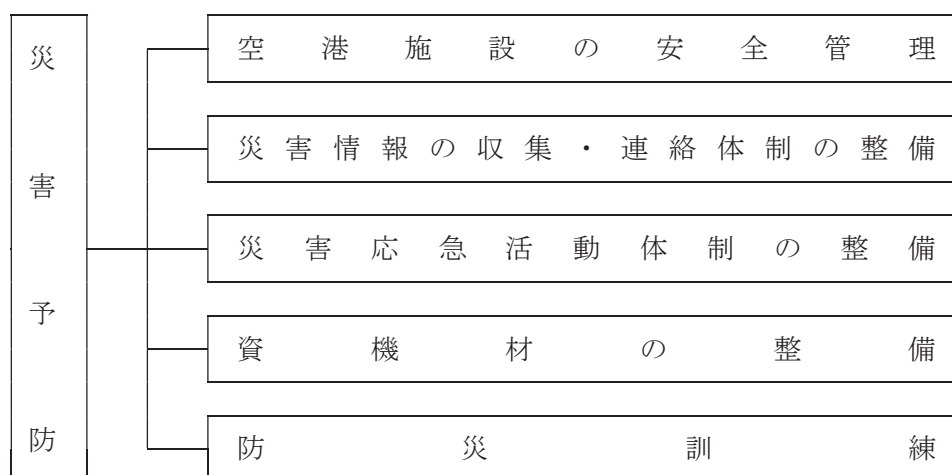 災害予防
空港施設の安全管理
災害情報の収集・連絡体制の整備
災害応急活動体制の整備
資機材の整備
防災訓練